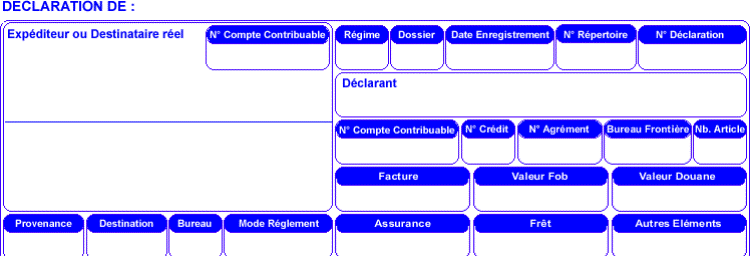 DECLARATION DE :
Expéditeur ou Destinataire réel
N° Compte Contribuable
Régime
Dossier
Date Enregistrement
N° Répertoire
N° Déclaration
Déclarant
N° Compte Contribuable
N° Crédit
N° Agrément
Bureau Frontière
Nb. Article
Facture
Valeur Fob
Valeur Douane
Provenance
Destination
Bureau
Mode Réglement
Assurance
Frêt
Autres Eléments